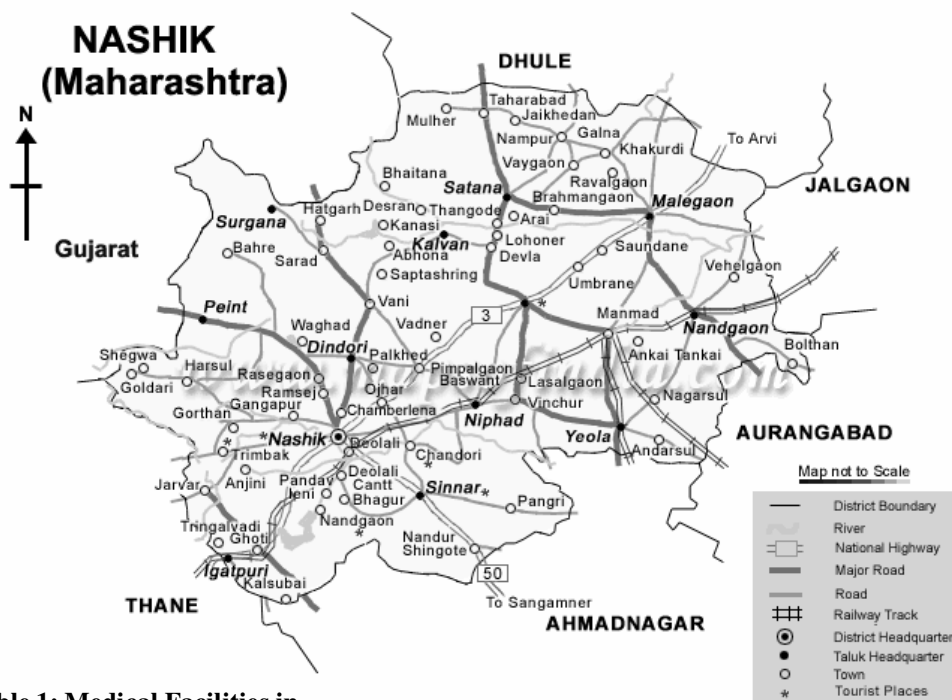 NASHIK
(Maharashtra)
N
DHULE
JALGAON
Gujarat
AURANGABAD
THANE
AHMADNAGAR
Mulher
Taharabad
Jaikhedan
Nampur
Galna
Khakurdi
To Arvi
Vaygaon
Ravalgaon
Bhaitana
Satana
Brahmangaon
Malegaon
Surgana
Hatgarh
Desran
Thangode
Arai
Kanasi
Kalvan
Lohoner
Saundane
Bahre
Sarad
Abhona
Devla
Saptashring
Umbrane
Vehelgaon
Peint
Vani
3
Manmad
Nandgaon
Waghad
Vadner
Dindori
Palkhed
Ankai
Tankai
Bolthan
Shegwa
Harsul
Rasegaon
Pimpalgaon
Baswant
Goldari
Ramsej
Lasalgaon
Nagarsul
Gorthan
Gangapur
Chamberlena
Niphad
Vinchur
Nashik
Deolali
Yeola
Andarsul
Trimbak
Chandori
Jarvar
Anjini
Pandav
Jeni
Deolali
Cantt
Bhagur
Sinnar
Pangri
Nandgaon
Tringalvadi
Ghoti
Nandur
Shingote
Igatpuri
Kalsubai
50
To Sangamner
Map not to Scale
District Boundary
River
National Highway
Major Road
Road
Railway Track
District Headquarter
Taluk Headquarter
Town
Tourist Places